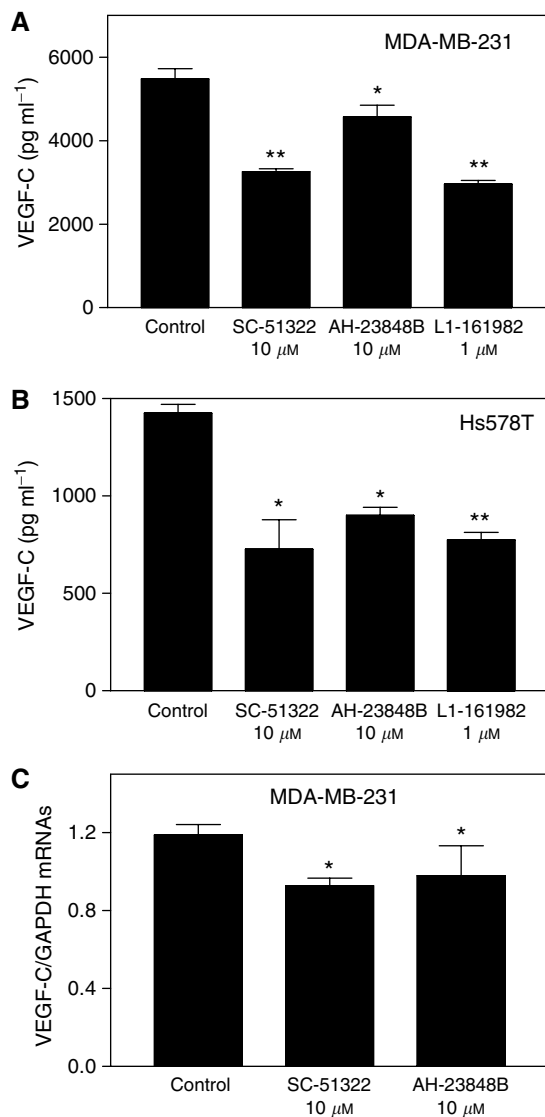 A
MDA-MB-231
VEGF-C (pg ml⁻¹)
6000
4000
2000
0
**
*
**
Control
SC-51322
10 μM
AH-23848B
10 μM
L1-161982
1 μM
B
Hs578T
VEGF-C (pg ml⁻¹)
1500
1000
500
0
*
*
**
Control
SC-51322
10 μM
AH-23848B
10 μM
L1-161982
1 μM
C
MDA-MB-231
VEGF-C/GAPDH mRNAs
1.2
0.8
0.4
0.0
*
*
Control
SC-51322
10 μM
AH-23848B
10 μM